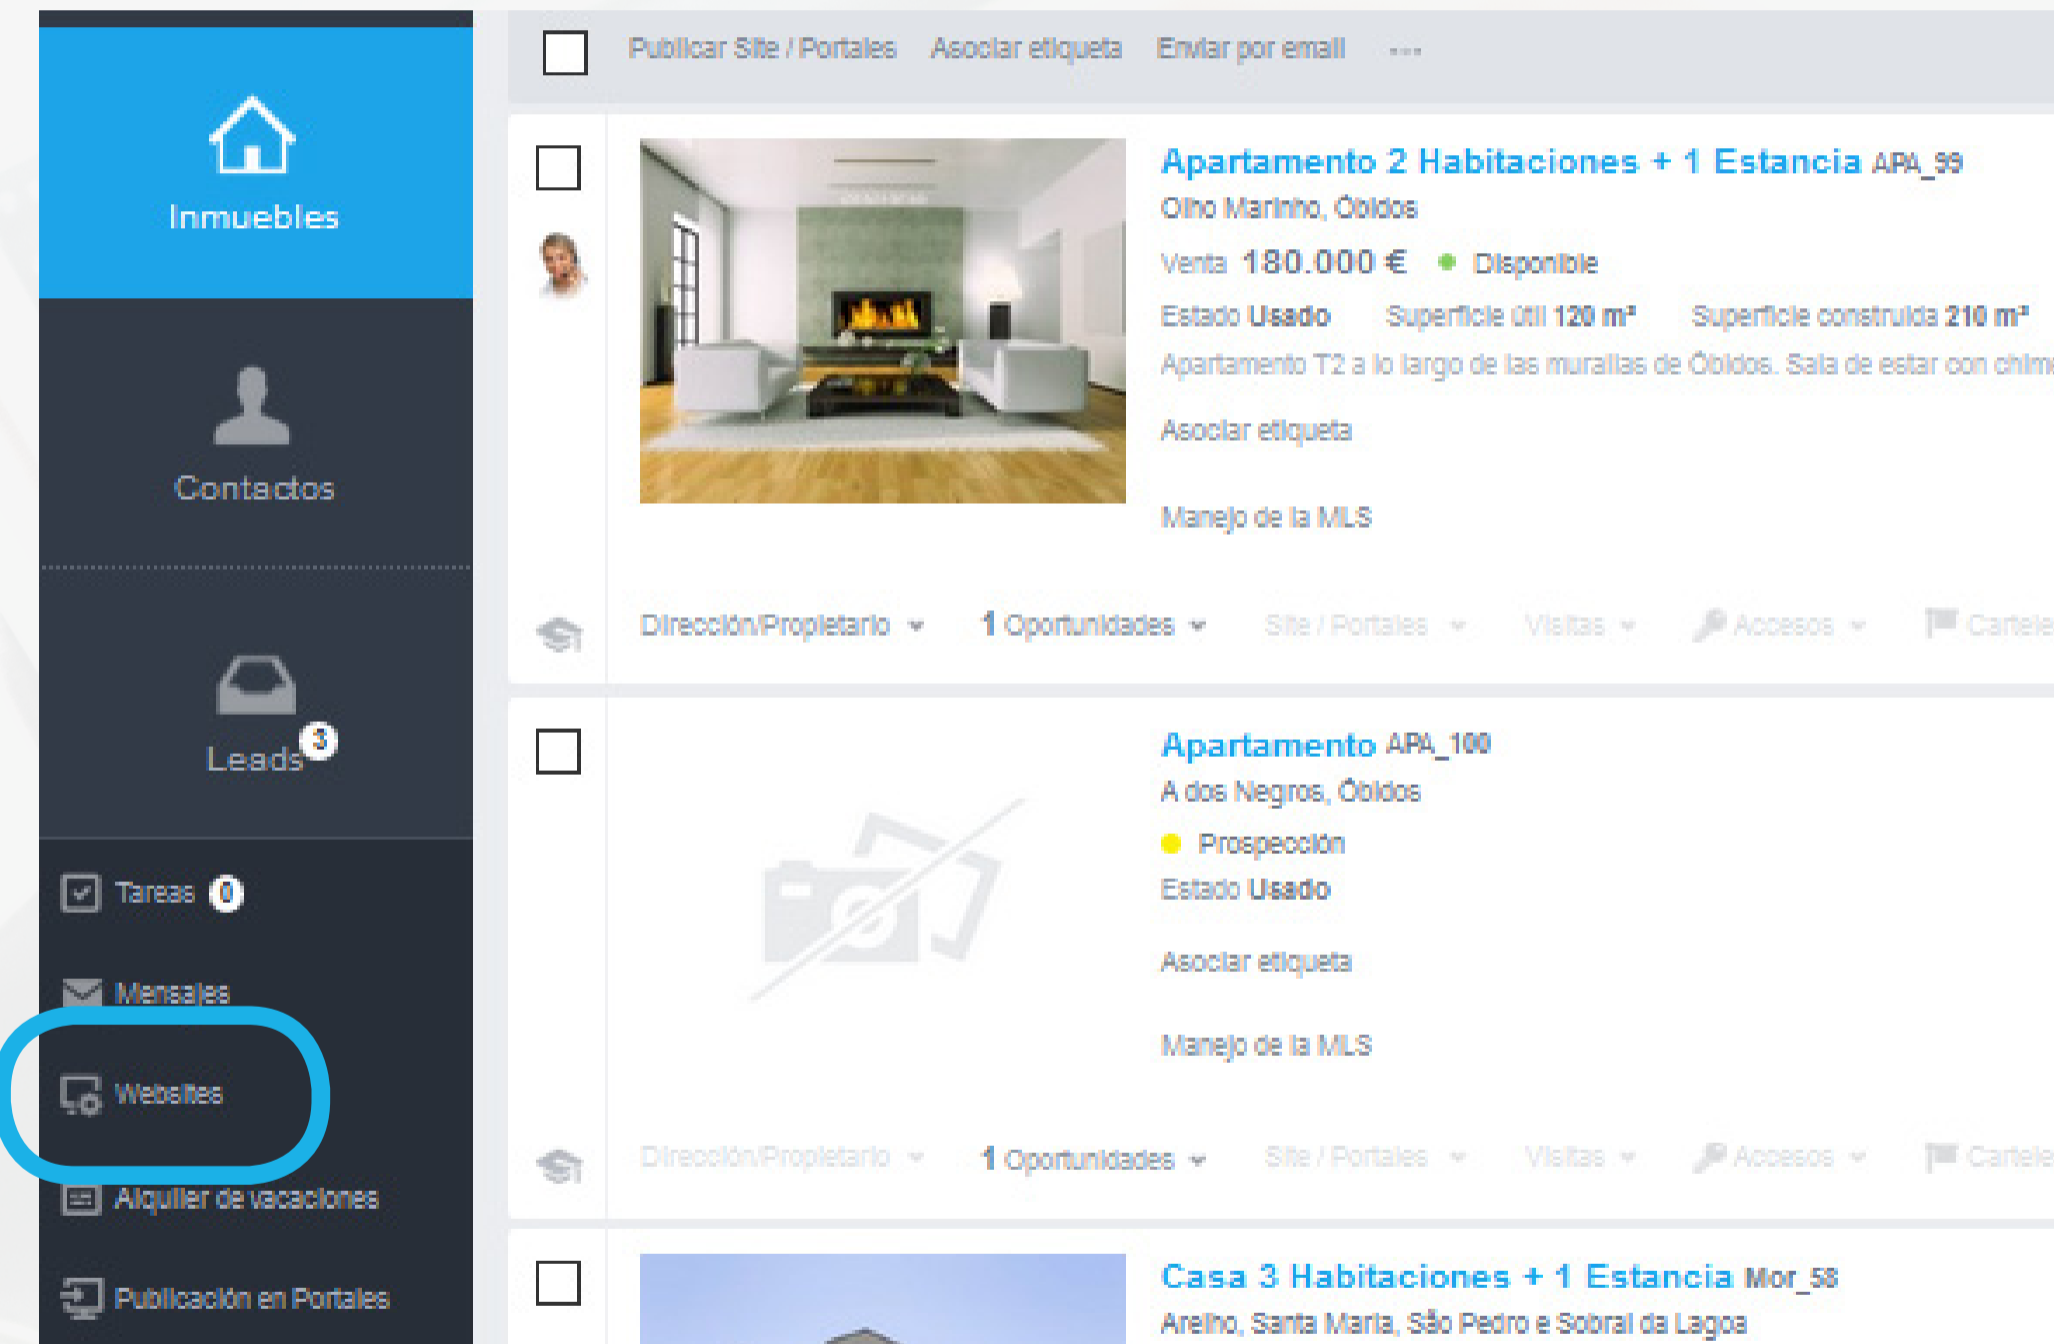 Inmuebles
Contactos
Leads 3
Tareas 0
Mensajes
Websites
Alquiler de vacaciones
Publicación en Portales
Publicar Site / Portales Asociar etiqueta Enviar por email ...
Apartamento 2 Habitaciones + 1 Estancia APA_99
Olho Marinho, Óbidos
Venta 180.000 € Disponible
Estado Usado Superficie útil 120 m² Superficie construida 210 m²
Apartamento T2 a lo largo de las murallas de Óbidos. Sala de estar con chime
Asociar etiqueta
Manejo de la MLS
Dirección/Propietario 1 Oportunidades Site / Portales Visitas Accesos Cartele
Apartamento APA_100
A dos Negros, Óbidos
Prospección
Estado Usado
Asociar etiqueta
Manejo de la MLS
Dirección/Propietario 1 Oportunidades Site / Portales Visitas Accesos Cartele
Casa 3 Habitaciones + 1 Estancia Mor_58
Arelho, Santa Maria, São Pedro e Sobral da Lagoa